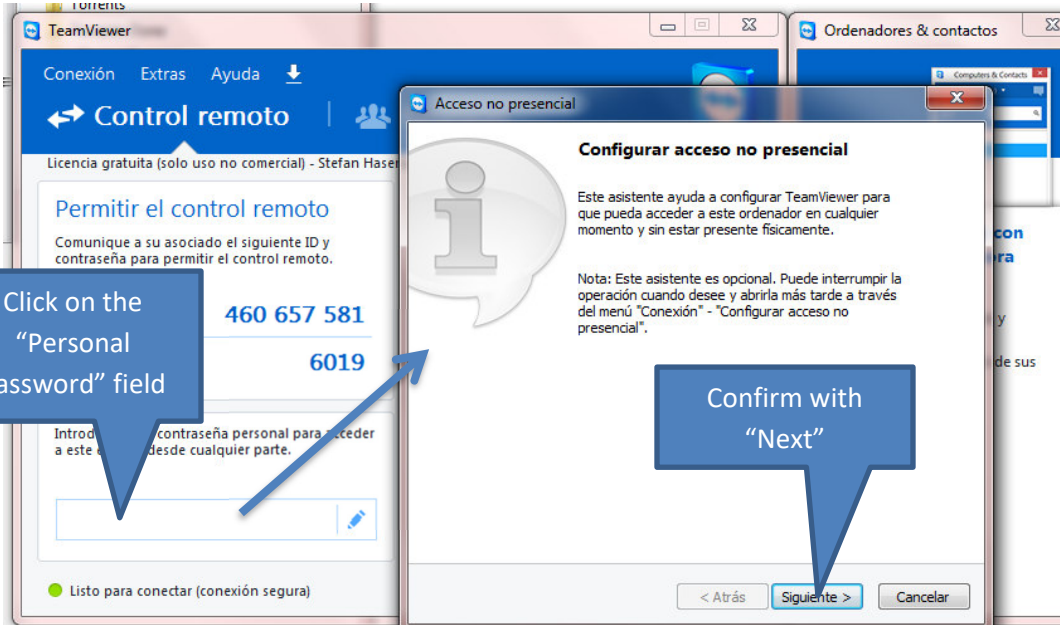 Torrents
TeamViewer
Ordenadores & contactos
Conexión Extras Ayuda
Computers & Contacts
Control remoto
Acceso no presencial
Licencia gratuita (solo uso no comercial) - Stefan
Configurar acceso no presencial
Permitir el control remoto
Este asistente ayuda a configurar TeamViewer para
que pueda acceder a este ordenador en cualquier
momento y sin estar presente físicamente.
Comunique a su asociado el siguiente ID y
contraseña para permitir el control remoto.
Nota: Este asistente es opcional. Puede interrumpir la
operación cuando desee y abrirla más tarde a través
del menú "Conexión" - "Configurar acceso no
presencial".
con
Click on the
“Personal
field
460 657 581
6019
y
de sus
Confirm with
“Next”
contraseña personal para
a este desde cualquier parte.
Listo para conectar (conexión segura)
< Atrás
Siguiente >
Cancelar